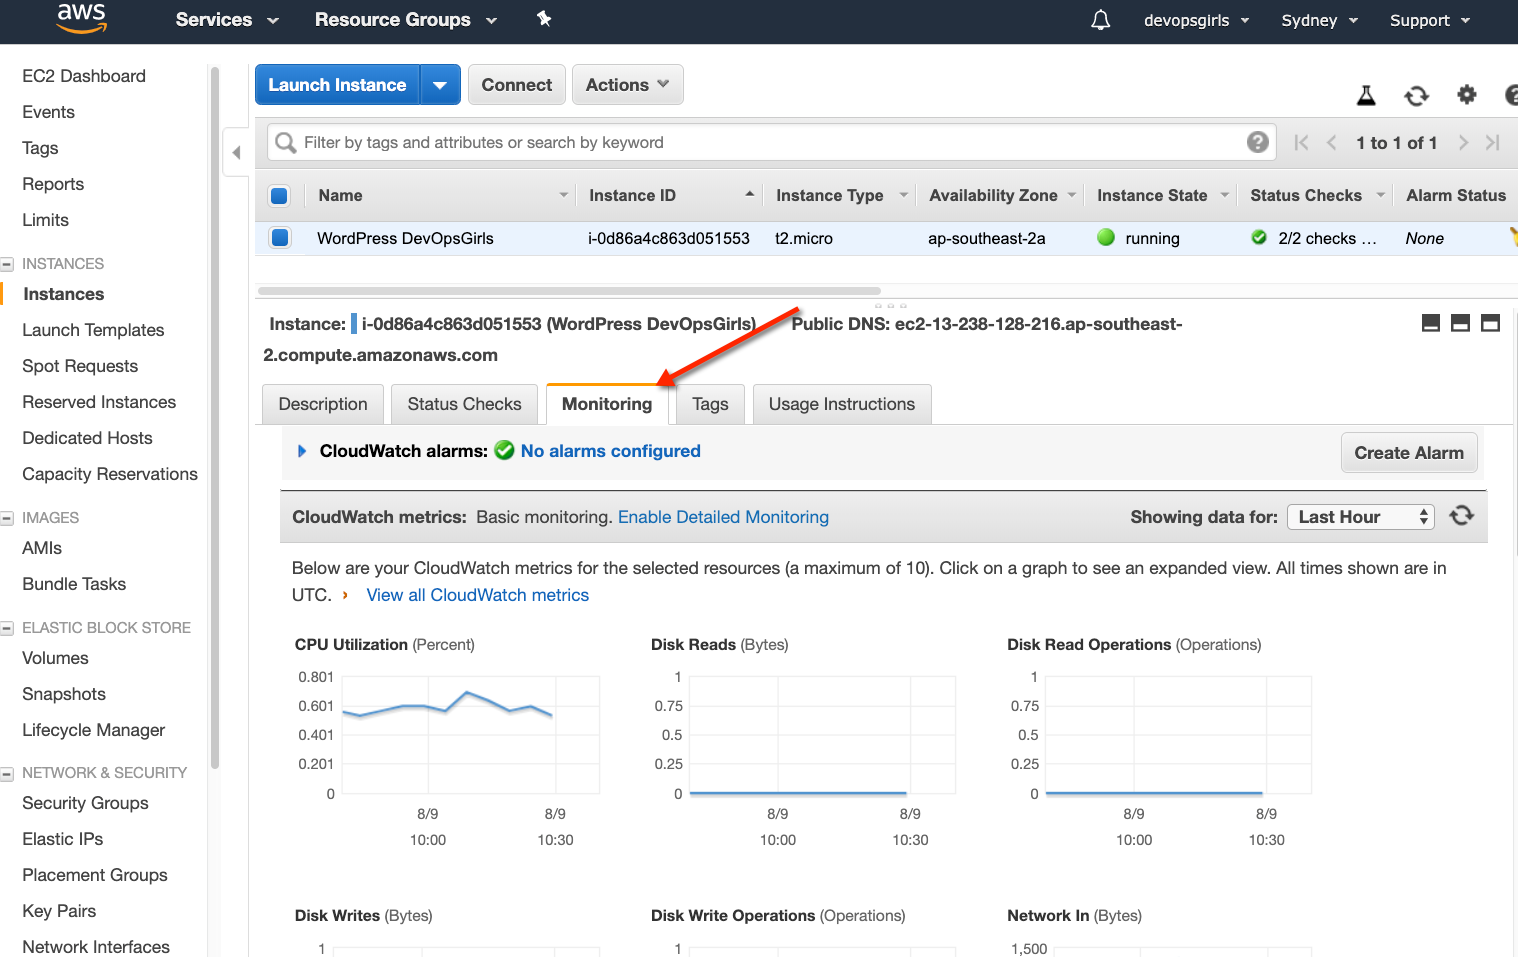 aws Services Resource Groups devopsgirls Sydney Support
EC2 Dashboard
Events
Tags
Reports
Limits
INSTANCES
Instances
Launch Templates
Spot Requests
Reserved Instances
Dedicated Hosts
Capacity Reservations
IMAGES
AMIs
Bundle Tasks
ELASTIC BLOCK STORE
Volumes
Snapshots
Lifecycle Manager
NETWORK & SECURITY
Security Groups
Elastic IPs
Placement Groups
Key Pairs
Network Interfaces
Launch Instance Connect Actions
Filter by tags and attributes or search by keyword ? 1 to 1 of 1
Name Instance ID Instance Type Availability Zone Instance State Status Checks Alarm Status
WordPress DevOpsGirls i-0d86a4c863d051553 t2.micro ap-southeast-2a running 2/2 checks ... None
Instance: i-0d86a4c863d051553 (WordPress DevOpsGirls) Public DNS: ec2-13-238-128-216.ap-southeast-
2.compute.amazonaws.com
Description Status Checks Monitoring Tags Usage Instructions
CloudWatch alarms: No alarms configured Create Alarm
CloudWatch metrics: Basic monitoring. Enable Detailed Monitoring Showing data for: Last Hour
Below are your CloudWatch metrics for the selected resources (a maximum of 10). Click on a graph to see an expanded view. All times shown are in
UTC. › View all CloudWatch metrics
CPU Utilization (Percent)
0.801
0.601
0.401
0.201
0
8/9 8/9
10:00 10:30
Disk Reads (Bytes)
1
0.75
0.5
0.25
0
8/9 8/9
10:00 10:30
Disk Read Operations (Operations)
1
0.75
0.5
0.25
0
8/9 8/9
10:00 10:30
Disk Writes (Bytes)
1
Disk Write Operations (Operations)
1
Network In (Bytes)
1,500